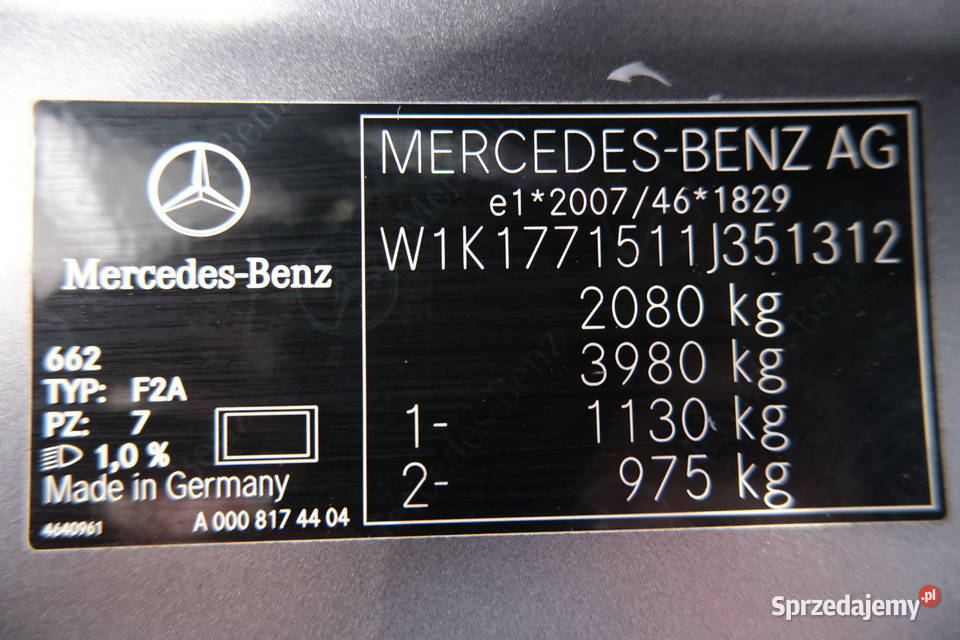 Mercedes-Benz
662
TYP: F2A
PZ: 7
1,0 %
Made in Germany
4640961
A 000 817 44 04
MERCEDES-BENZ AG
e1*2007/46*1829
W1K1771511J351312
2080 kg
3980 kg
1- 1130 kg
2- 975 kg
Sprzedajemy.pl